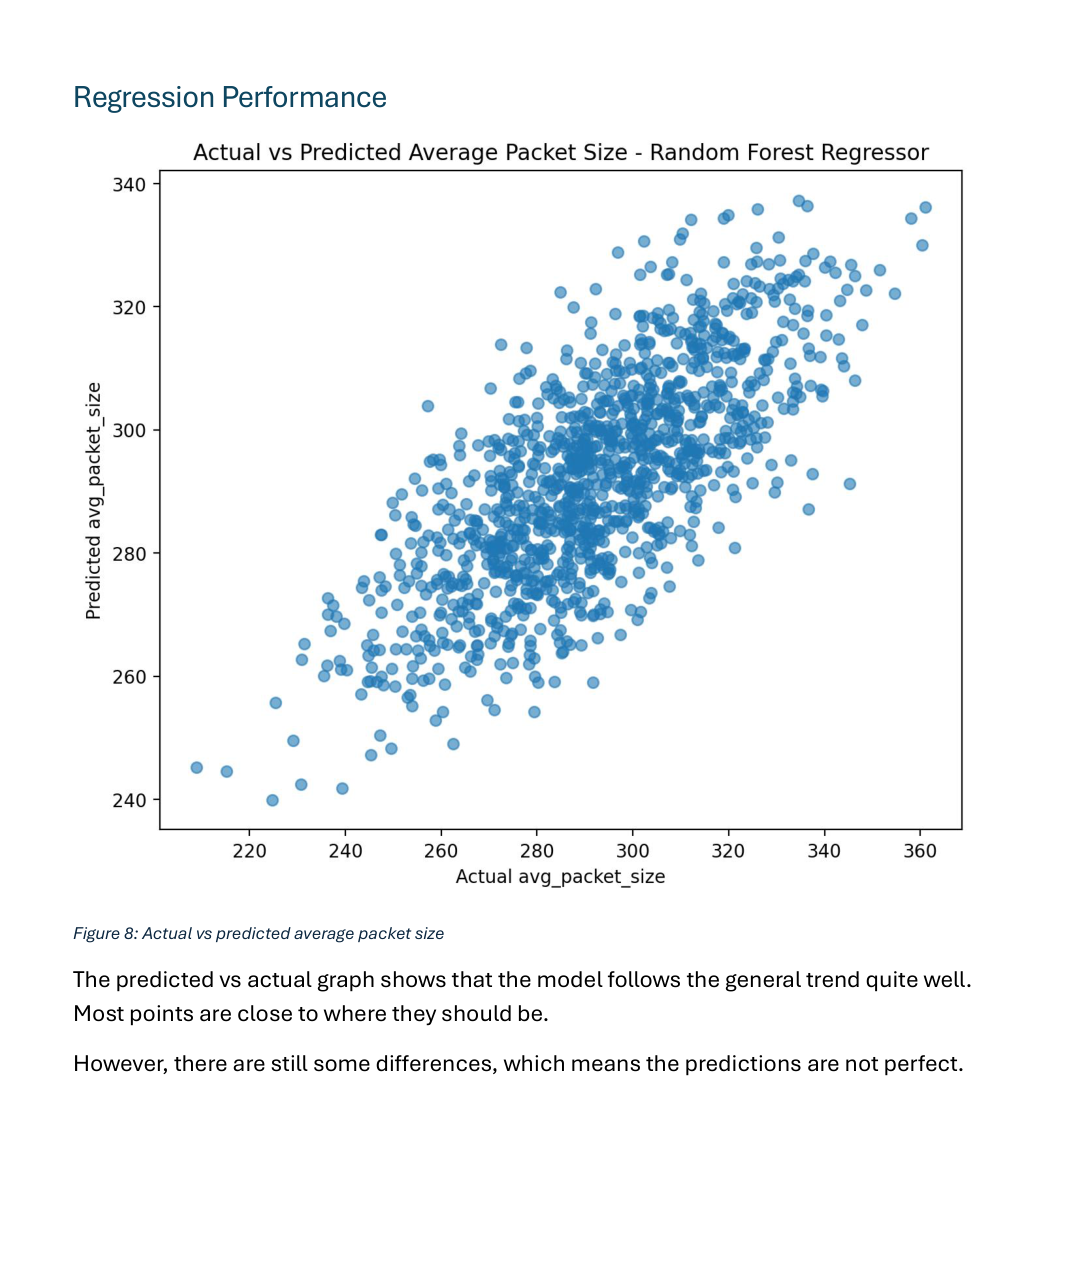 Regression Performance
Actual vs Predicted Average Packet Size - Random Forest Regressor
340
320
300
280
260
240
Predicted avg_packet_size
220 240 260 280 300 320 340 360
Actual avg_packet_size
Figure 8: Actual vs predicted average packet size
The predicted vs actual graph shows that the model follows the general trend quite well.
Most points are close to where they should be.
However, there are still some differences, which means the predictions are not perfect.